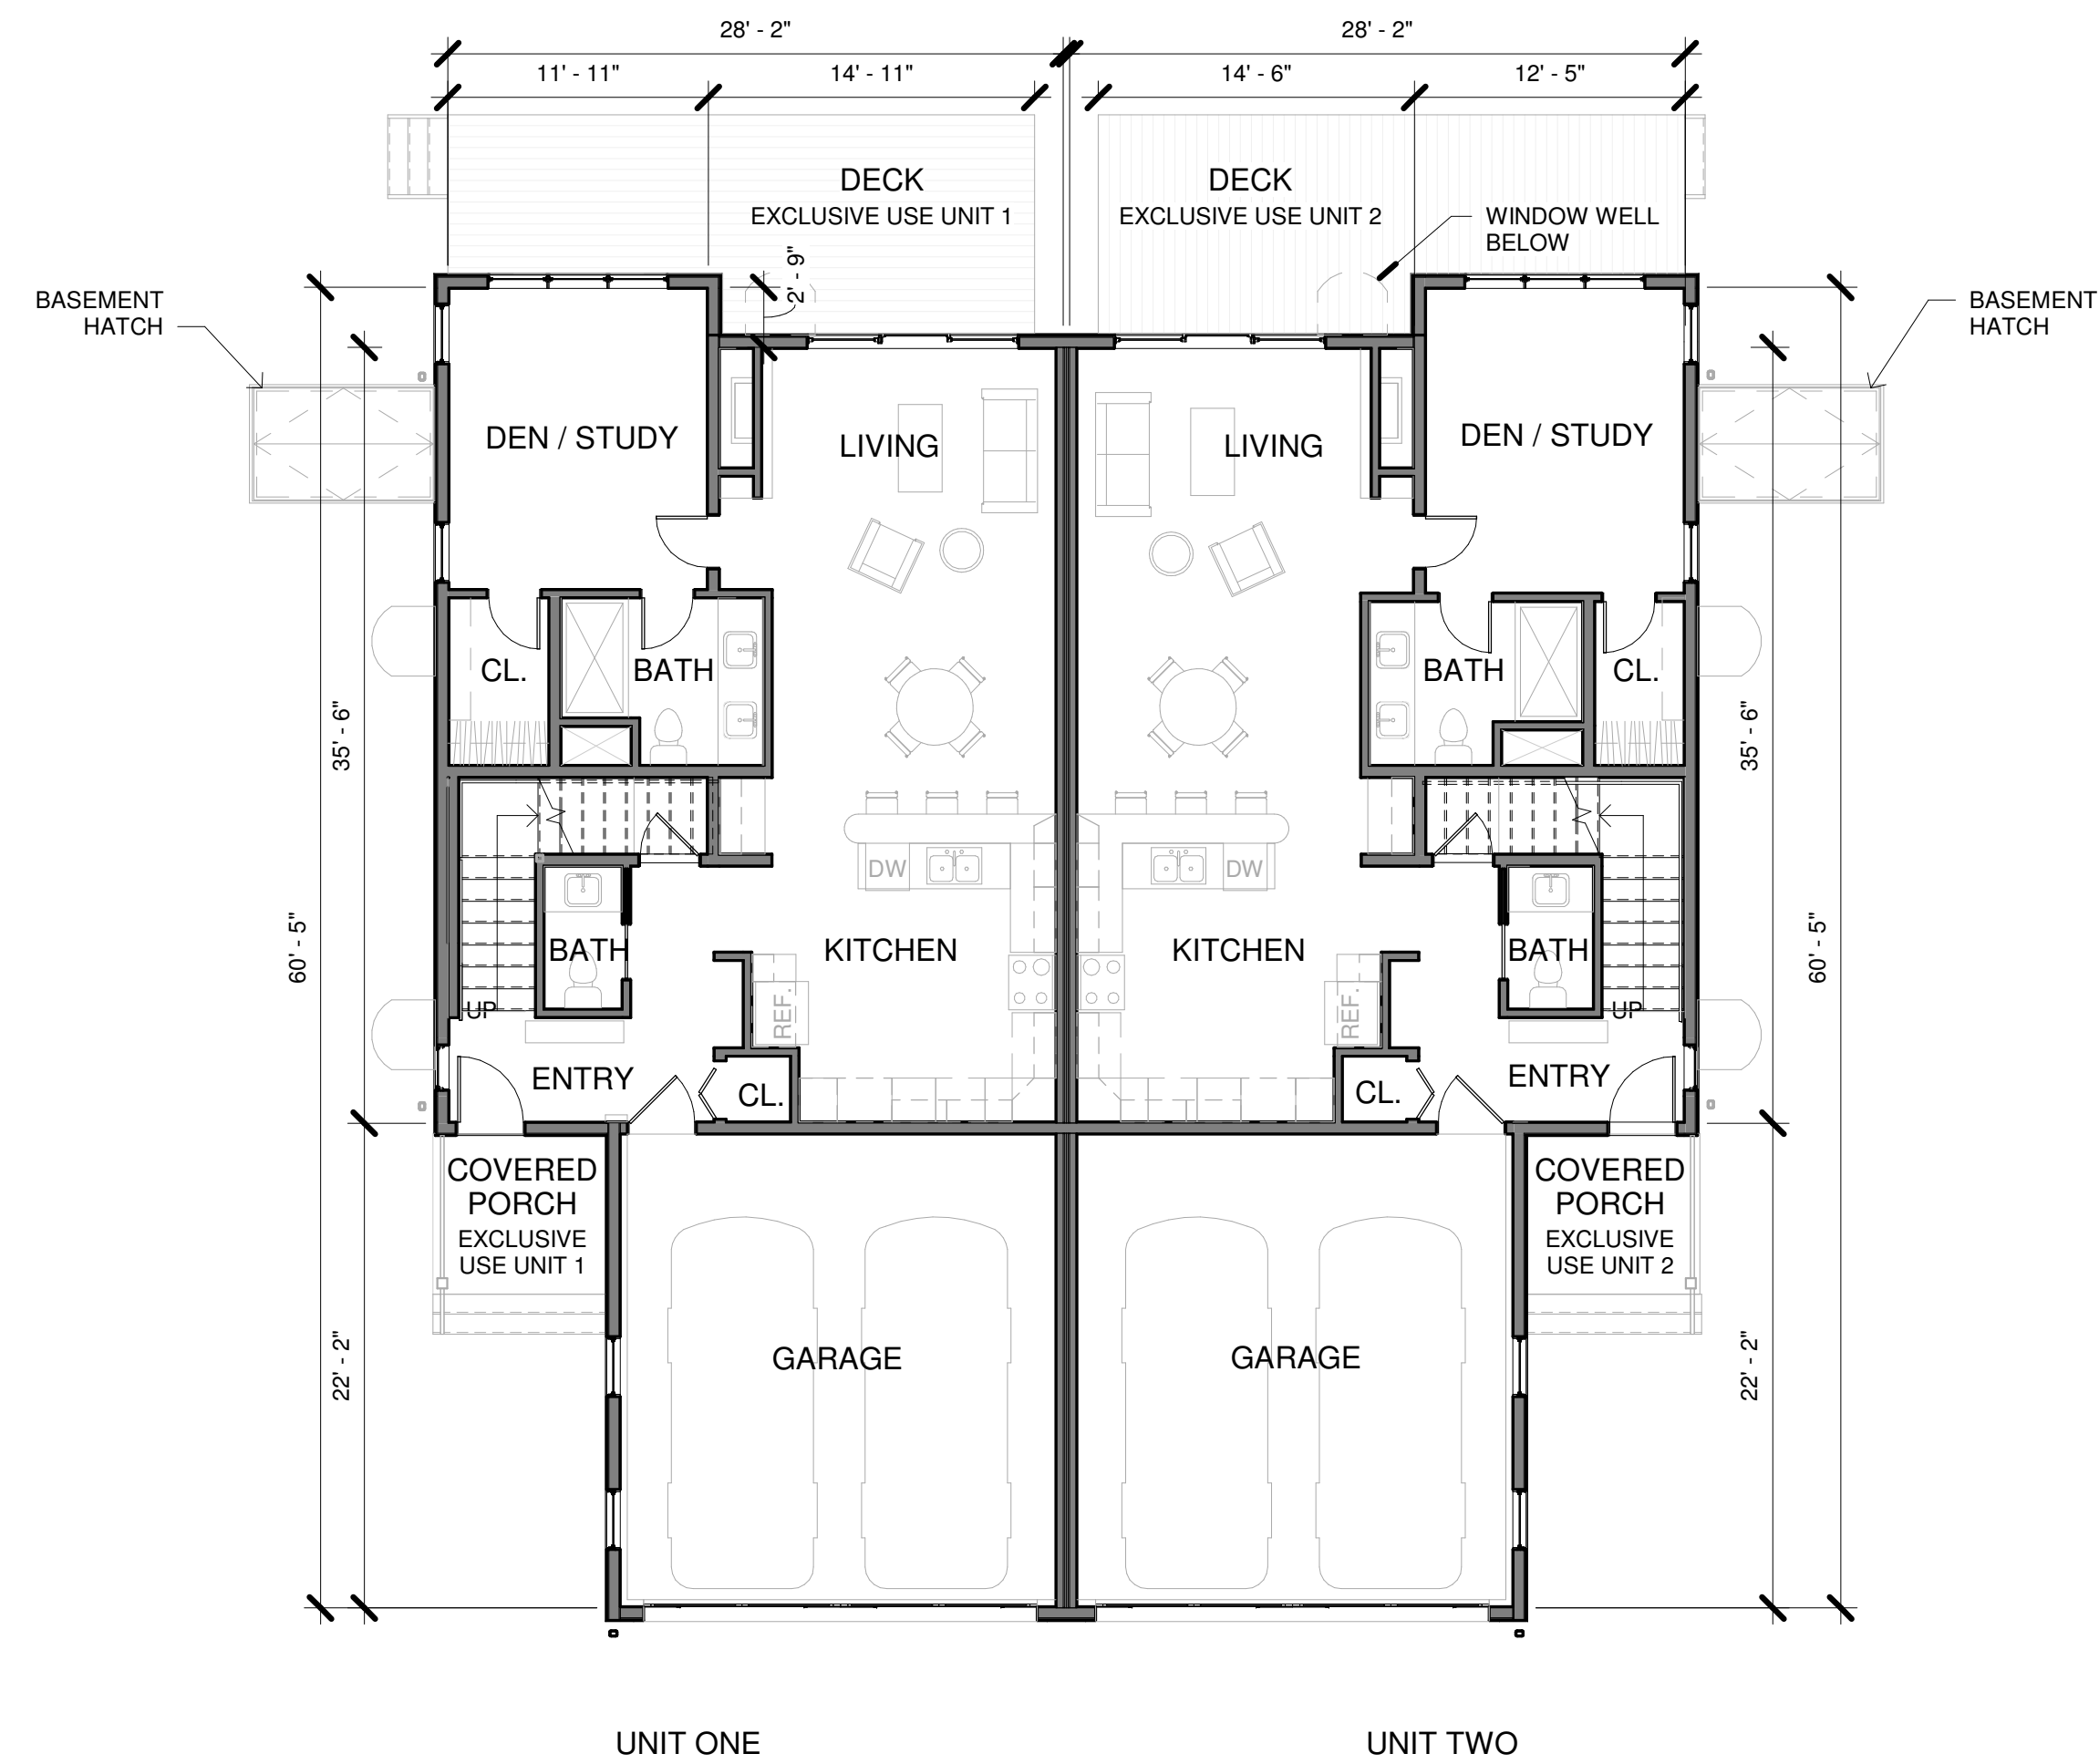 28' - 2"
28' - 2"
11' - 11"
14' - 11"
14' - 6"
12' - 5"
DECK
EXCLUSIVE USE UNIT 1
DECK
EXCLUSIVE USE UNIT 2
WINDOW WELL
BELOW
2' - 9"
BASEMENT
HATCH
BASEMENT
HATCH
DEN / STUDY
LIVING
LIVING
DEN / STUDY
CL.
BATH
BATH
CL.
35' - 6"
35' - 6"
DW
DW
60' - 5"
BATH
KITCHEN
KITCHEN
BATH
60' - 5"
UP
REF.
REF.
UP
ENTRY
CL.
CL.
ENTRY
COVERED
PORCH
EXCLUSIVE
USE UNIT 1
COVERED
PORCH
EXCLUSIVE
USE UNIT 2
22' - 2"
GARAGE
GARAGE
22' - 2"
UNIT ONE
UNIT TWO